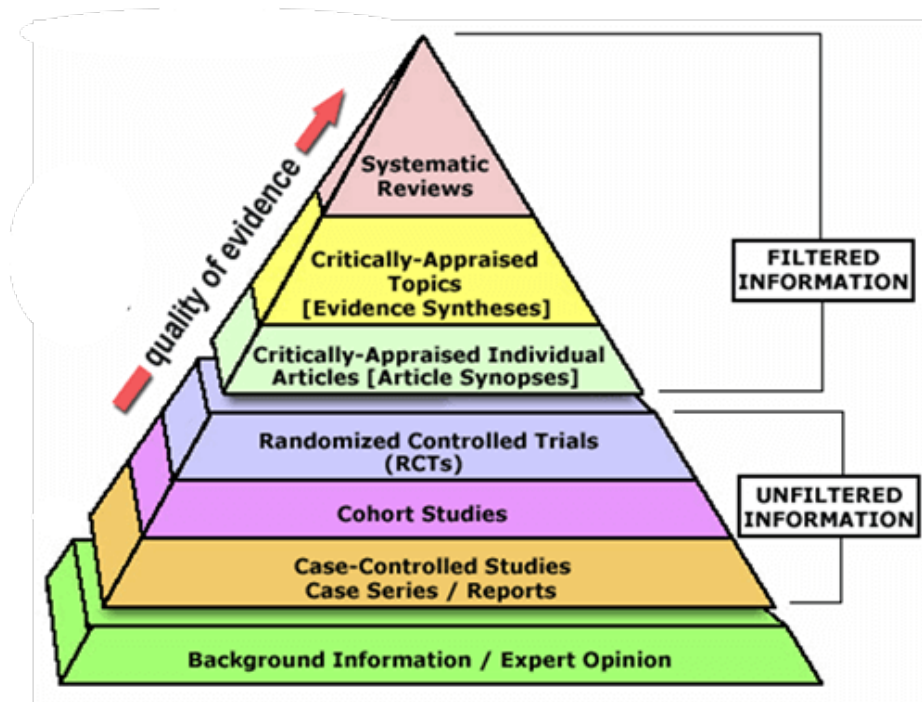 quality of evidence
Systematic
Reviews
Critically-Appraised
Topics
[Evidence Syntheses]
Critically-Appraised Individual
Articles [Article Synopses]
Randomized Controlled Trials
(RCTs)
Cohort Studies
Case-Controlled Studies
Case Series / Reports
Background Information / Expert Opinion
FILTERED
INFORMATION
UNFILTERED
INFORMATION